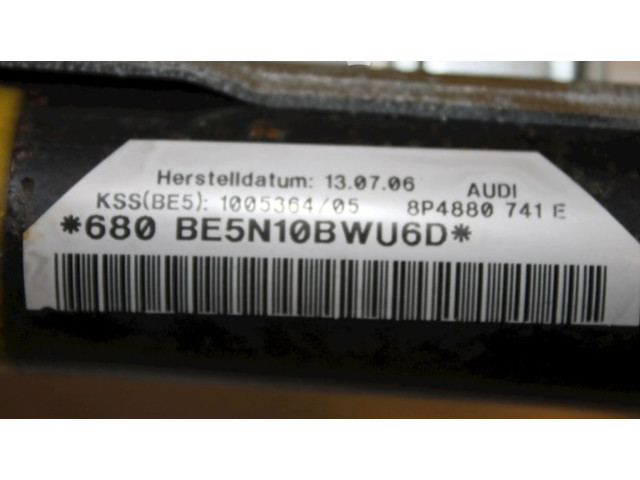 Herstelldatum: 13.07.06 AUDI
KSS(BE5): 1005364/05 8P4880 741 E
*680 BE5N10BWU6D*